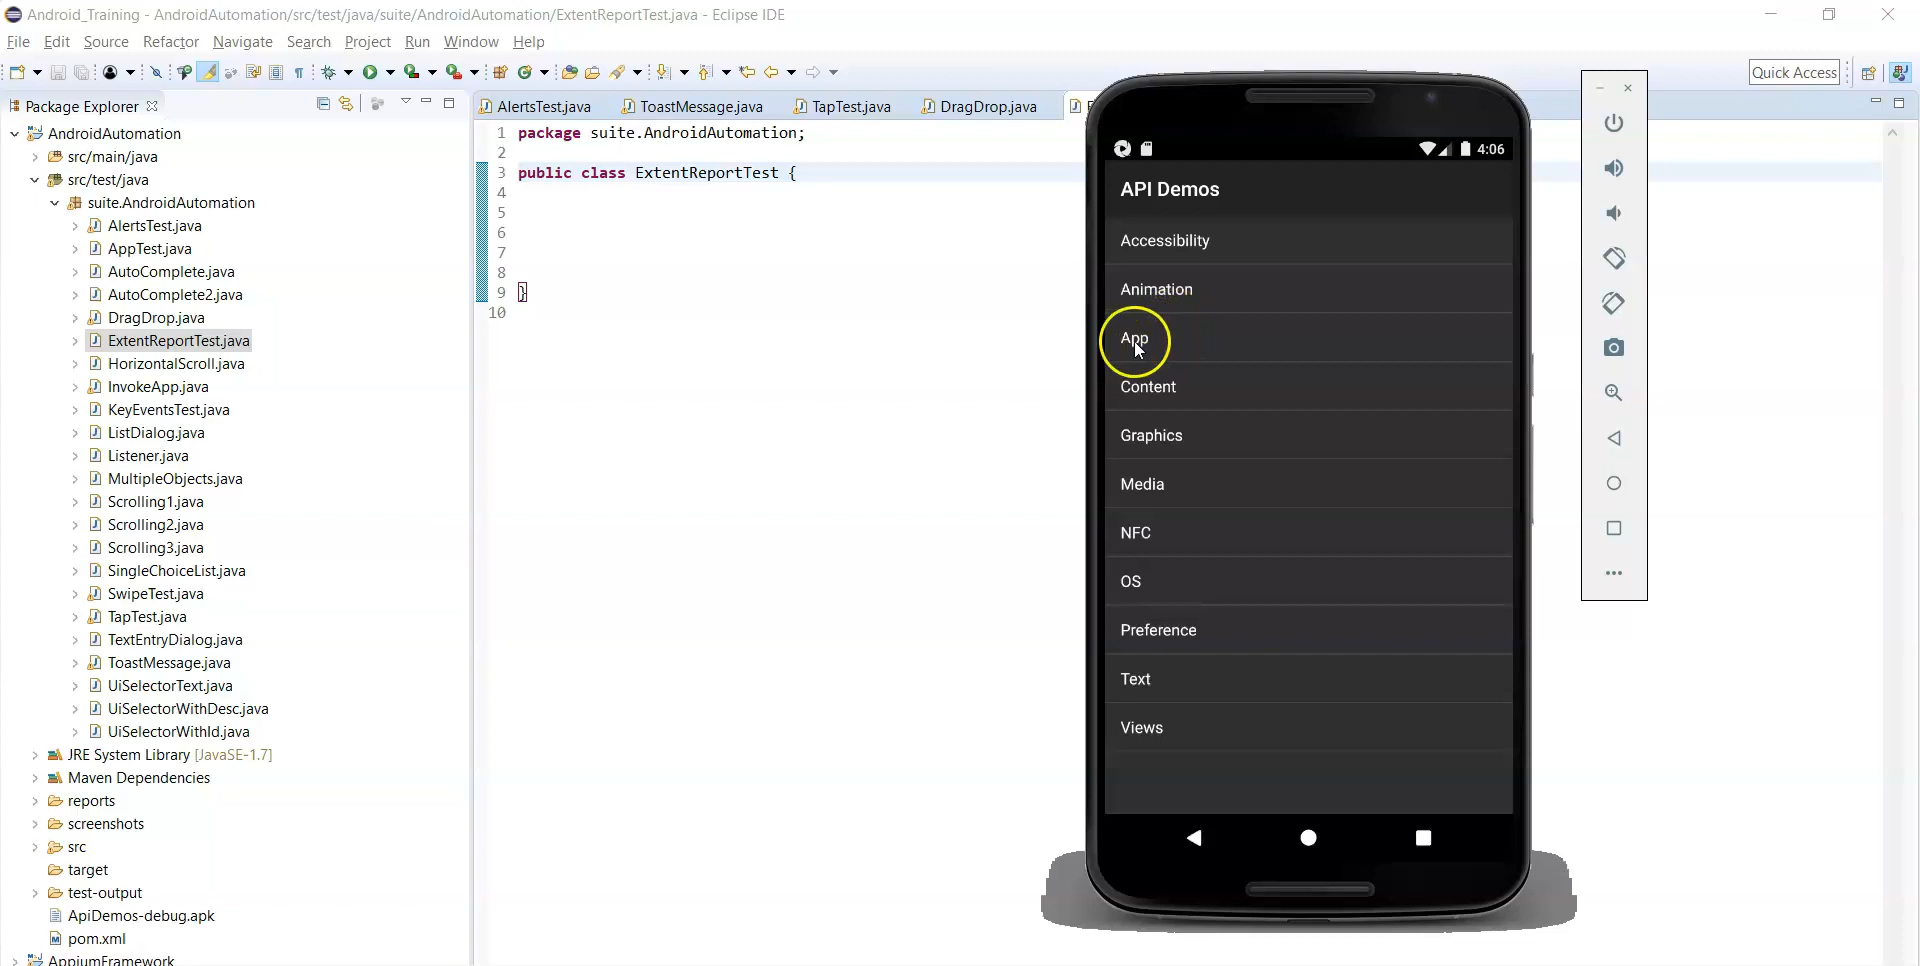 Android_Training - AndroidAutomation/src/test/java/suite/AndroidAutomation/ExtentReportTest.java - Eclipse IDE
File Edit Source Refactor Navigate Search Project Run Window Help
Quick Access
Package Explorer
AndroidAutomation
src/main/java
src/test/java
suite.AndroidAutomation
AlertsTest.java
AppTest.java
AutoComplete.java
AutoComplete2.java
DragDrop.java
ExtentReportTest.java
HorizontalScroll.java
InvokeApp.java
KeyEventsTest.java
ListDialog.java
Listener.java
MultipleObjects.java
Scrolling1.java
Scrolling2.java
Scrolling3.java
SingleChoiceList.java
SwipeTest.java
TapTest.java
TextEntryDialog.java
ToastMessage.java
UiSelectorText.java
UiSelectorWithDesc.java
UiSelectorWithId.java
JRE System Library [JavaSE-1.7]
Maven Dependencies
reports
screenshots
src
target
test-output
ApiDemos-debug.apk
pom.xml
AppiumFramework
AlertsTest.java ToastMessage.java TapTest.java DragDrop.java
1 package suite.AndroidAutomation;
2
3 public class ExtentReportTest {
4
5
6
7
8
9 }
10
4:06
API Demos
Accessibility
Animation
App
Content
Graphics
Media
NFC
OS
Preference
Text
Views